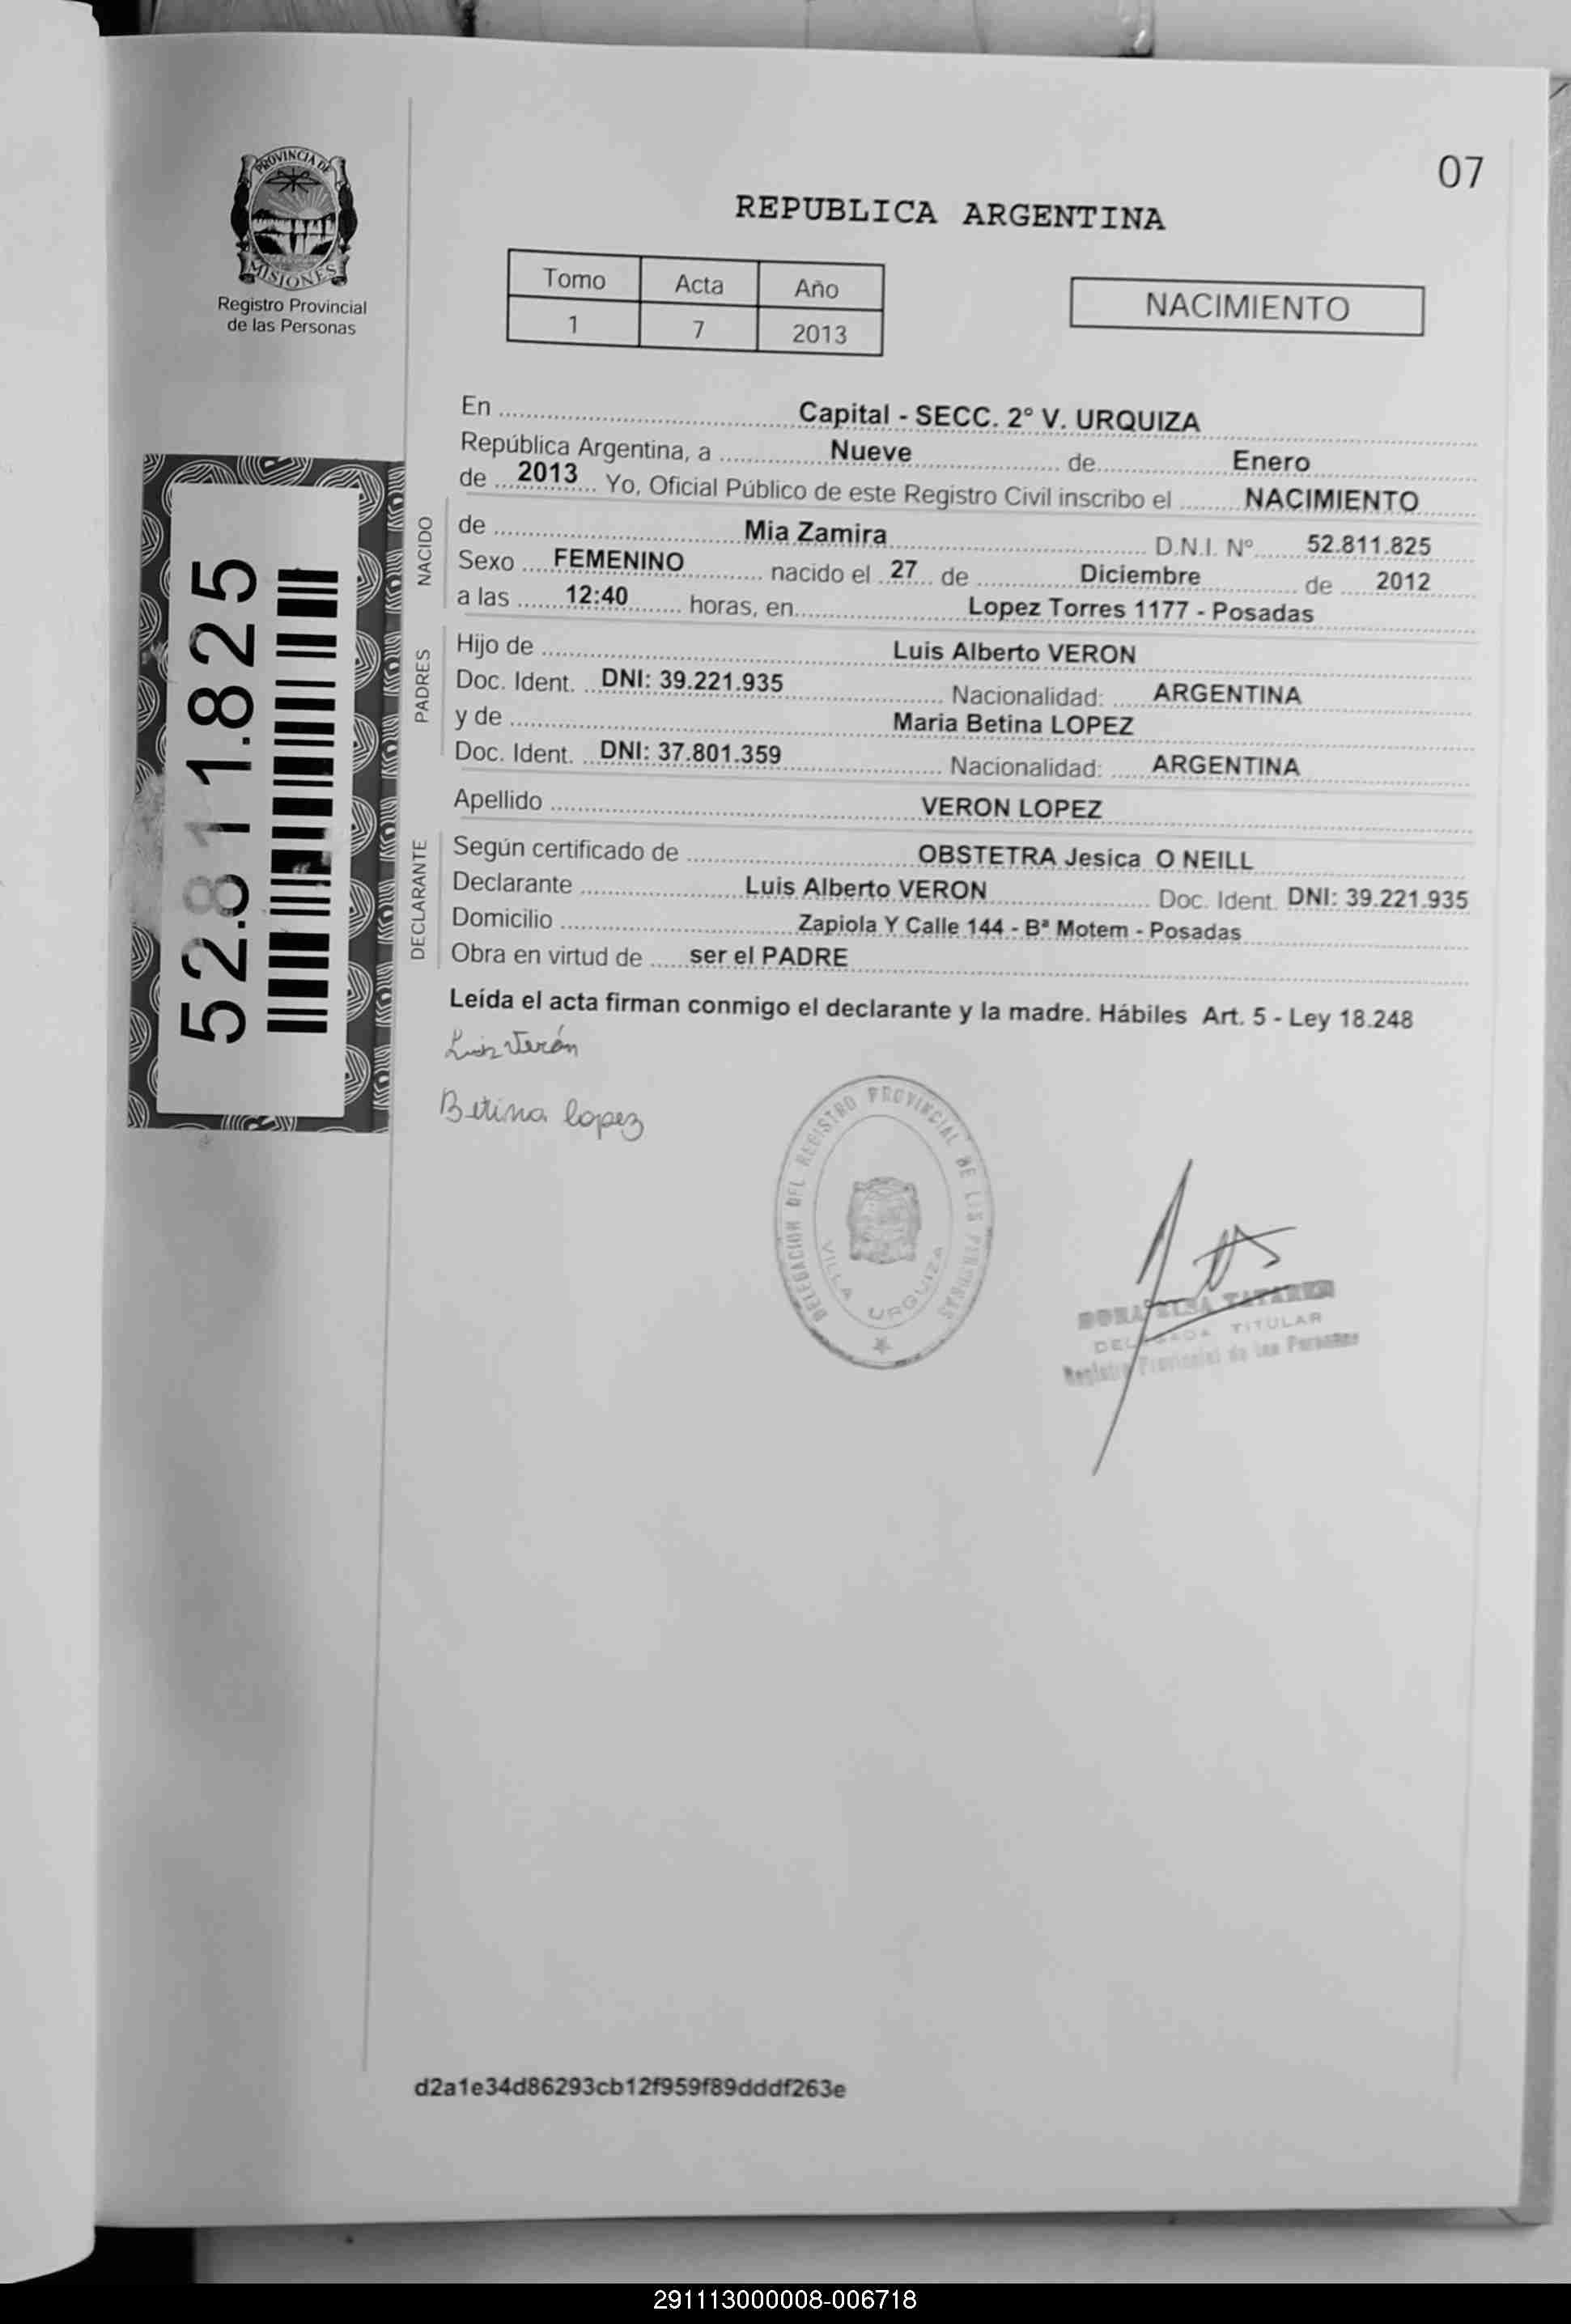 07
PROVINCIA DE
MISIONES
Registro Provincial
de las Personas
REPUBLICA ARGENTINA
Tomo Acta Año
1 7 2013
NACIMIENTO
En Capital - SECC. 2° V. URQUIZA
República Argentina, a Nueve de Enero
de 2013 Yo, Oficial Público de este Registro Civil inscribo el NACIMIENTO
NACIDO
de Mia Zamira D.N.I. N° 52.811.825
Sexo FEMENINO nacido el 27 de Diciembre de 2012
a las 12:40 horas, en Lopez Torres 1177 - Posadas
PADRES
Hijo de Luis Alberto VERON
Doc. Ident. DNI: 39.221.935 Nacionalidad: ARGENTINA
y de Maria Betina LOPEZ
Doc. Ident. DNI: 37.801.359 Nacionalidad: ARGENTINA
Apellido VERON LOPEZ
DECLARANTE
Según certificado de OBSTETRA Jesica O NEILL
Declarante Luis Alberto VERON Doc. Ident. DNI: 39.221.935
Domicilio Zapiola Y Calle 144 - Bª Motem - Posadas
Obra en virtud de ser el PADRE
Leída el acta firman conmigo el declarante y la madre. Hábiles Art. 5 - Ley 18.248
52.811.825
Luis Verón
Betina lopez
DELEGACION DEL REGISTRO PROVINCIAL DE LAS PERSONAS
VILLA URQUIZA
DORA ELSA
DELEGADA TITULAR
Registro Provincial de las Personas
d2a1e34d86293cb12f959f89dddf263e
291113000008-006718